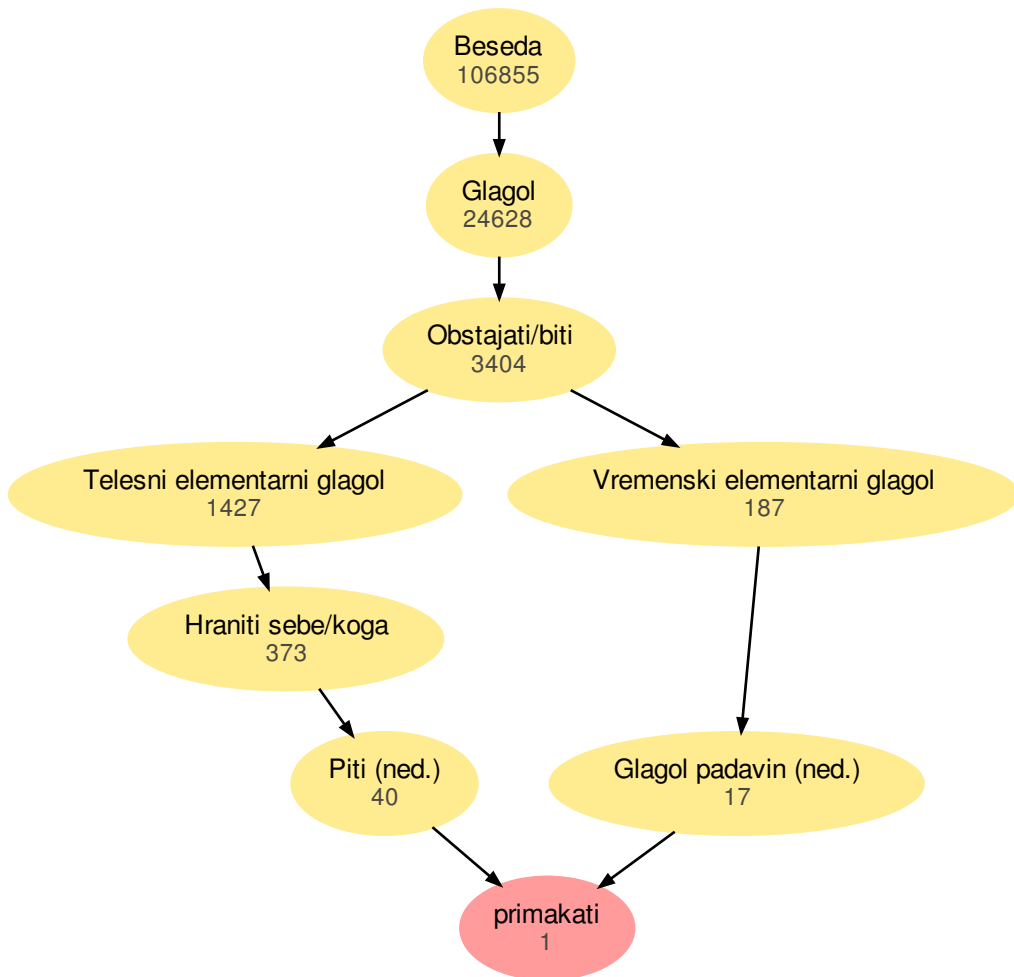 Beseda
106855
Glagol
24628
Obstajati/biti
3404
Telesni elementarni glagol
1427
Vremenski elementarni glagol
187
Hraniti sebe/koga
373
Piti (ned.)
40
Glagol padavin (ned.)
17
primakati
1